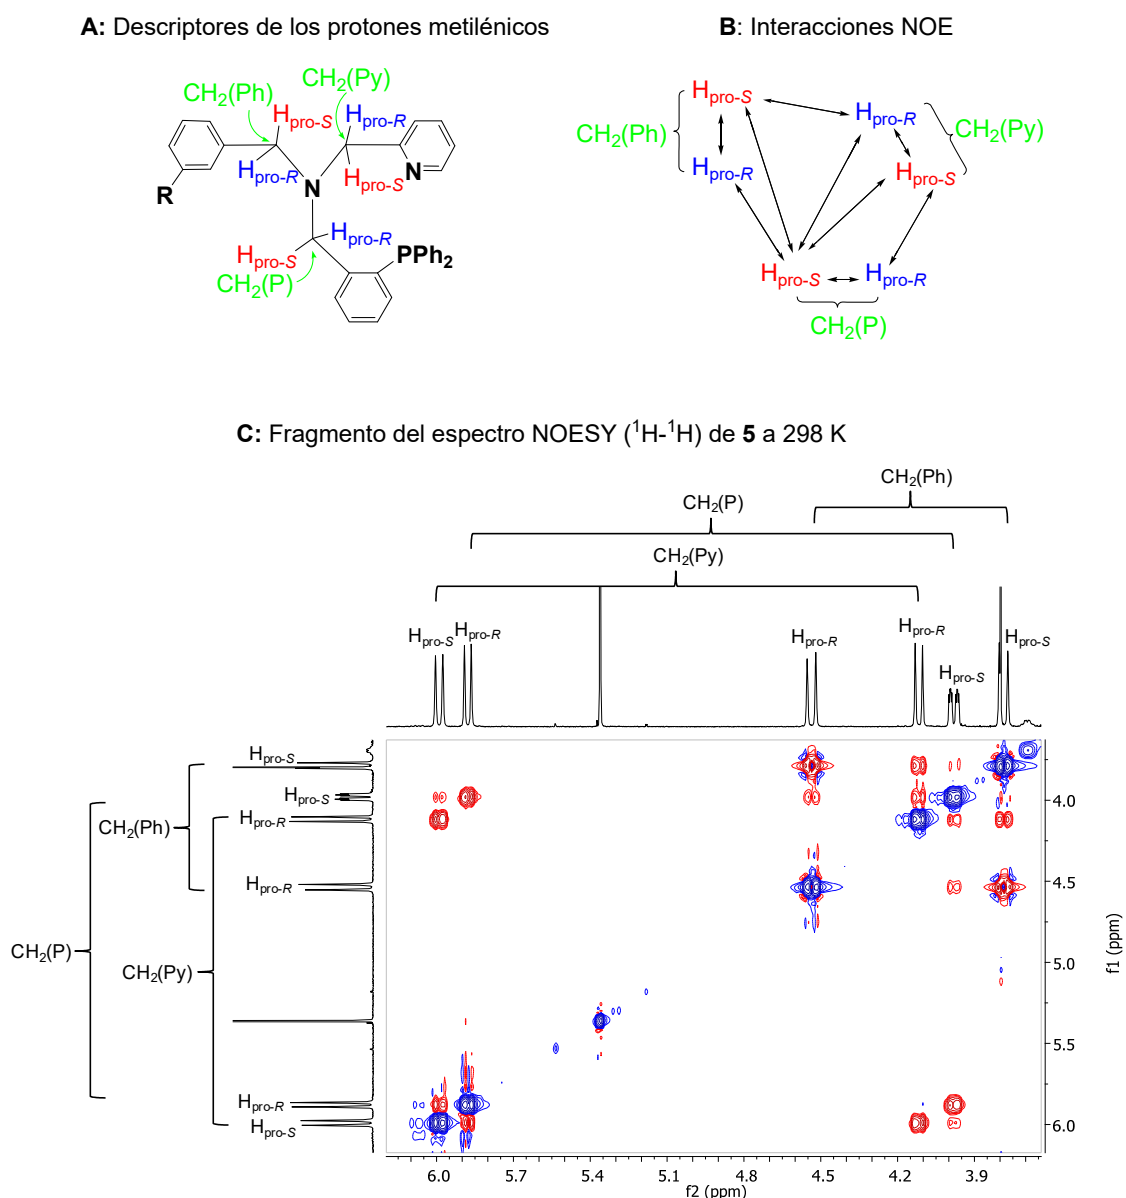 A: Descriptores de los protones metilénicos
B: Interacciones NOE
CH2(Ph)
CH2(Py)
Hpro-S
Hpro-R
Hpro-R
Hpro-S
N
N
R
Hpro-R
Hpro-S
PPh2
CH2(P)
Hpro-S
Hpro-R
CH2(Ph)
CH2(Py)
Hpro-R
Hpro-S
Hpro-S
Hpro-R
CH2(P)
C: Fragmento del espectro NOESY (1H-1H) de 5 a 298 K
CH2(Ph)
CH2(P)
CH2(Py)
Hpro-S
Hpro-R
Hpro-R
Hpro-R
Hpro-S
Hpro-S
Hpro-S
Hpro-S
Hpro-R
CH2(Ph)
Hpro-R
CH2(P)
CH2(Py)
Hpro-R
Hpro-S
4.0
4.5
5.0
5.5
6.0
f1 (ppm)
6.0 5.7 5.4 5.1 4.8 4.5 4.2 3.9
f2 (ppm)